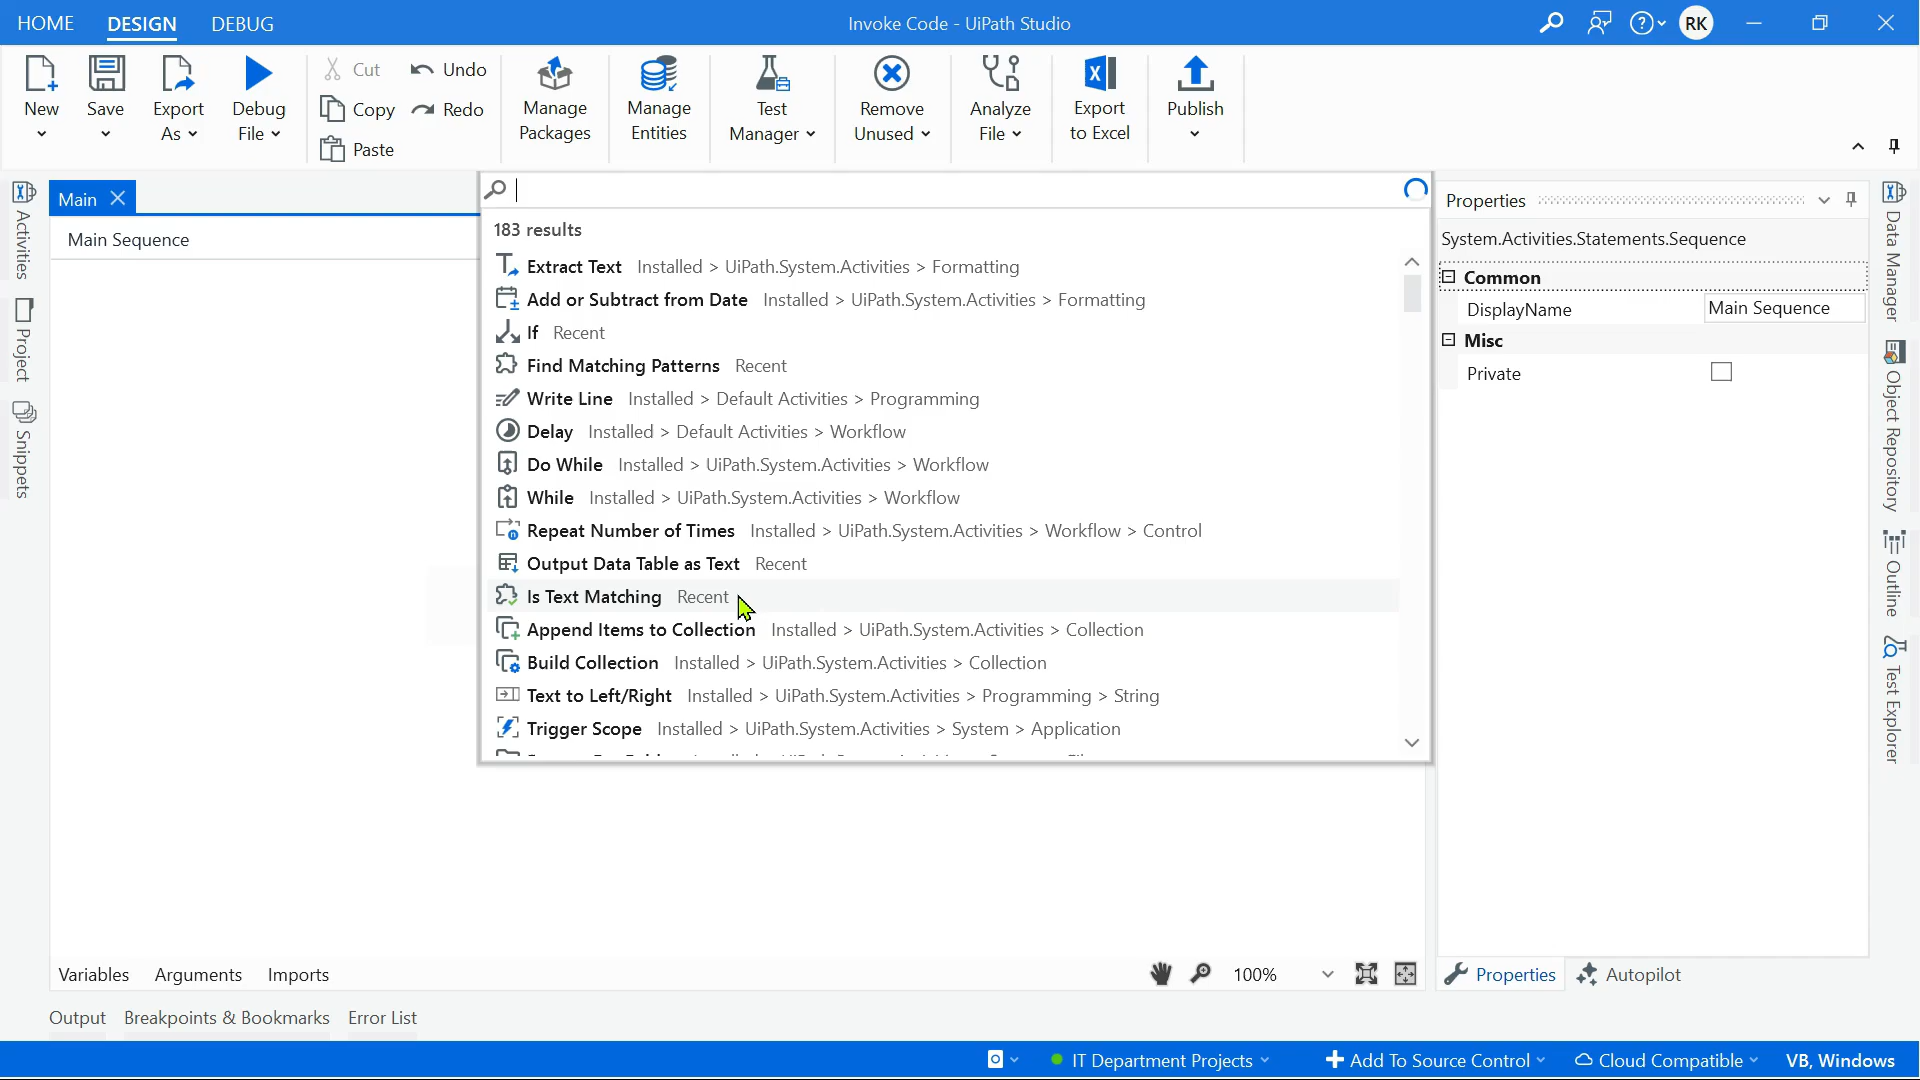 HOME DESIGN DEBUG
Invoke Code - UiPath Studio
RK
New
Save
Export As
Debug File
Cut
Copy
Paste
Undo
Redo
Manage Packages
Manage Entities
Test Manager
Remove Unused
Analyze File
Export to Excel
Publish
Activities
Project
Snippets
Main
Main Sequence
183 results
Extract Text Installed > UiPath.System.Activities > Formatting
Add or Subtract from Date Installed > UiPath.System.Activities > Formatting
If Recent
Find Matching Patterns Recent
Write Line Installed > Default Activities > Programming
Delay Installed > Default Activities > Workflow
Do While Installed > UiPath.System.Activities > Workflow
While Installed > UiPath.System.Activities > Workflow
Repeat Number of Times Installed > UiPath.System.Activities > Workflow > Control
Output Data Table as Text Recent
Is Text Matching Recent
Append Items to Collection Installed > UiPath.System.Activities > Collection
Build Collection Installed > UiPath.System.Activities > Collection
Text to Left/Right Installed > UiPath.System.Activities > Programming > String
Trigger Scope Installed > UiPath.System.Activities > System > Application
Properties
System.Activities.Statements.Sequence
Common
DisplayName Main Sequence
Misc
Private
Data Manager
Object Repository
Outline
Test Explorer
Variables Arguments Imports
100%
Properties Autopilot
Output Breakpoints & Bookmarks Error List
IT Department Projects Add To Source Control Cloud Compatible VB, Windows